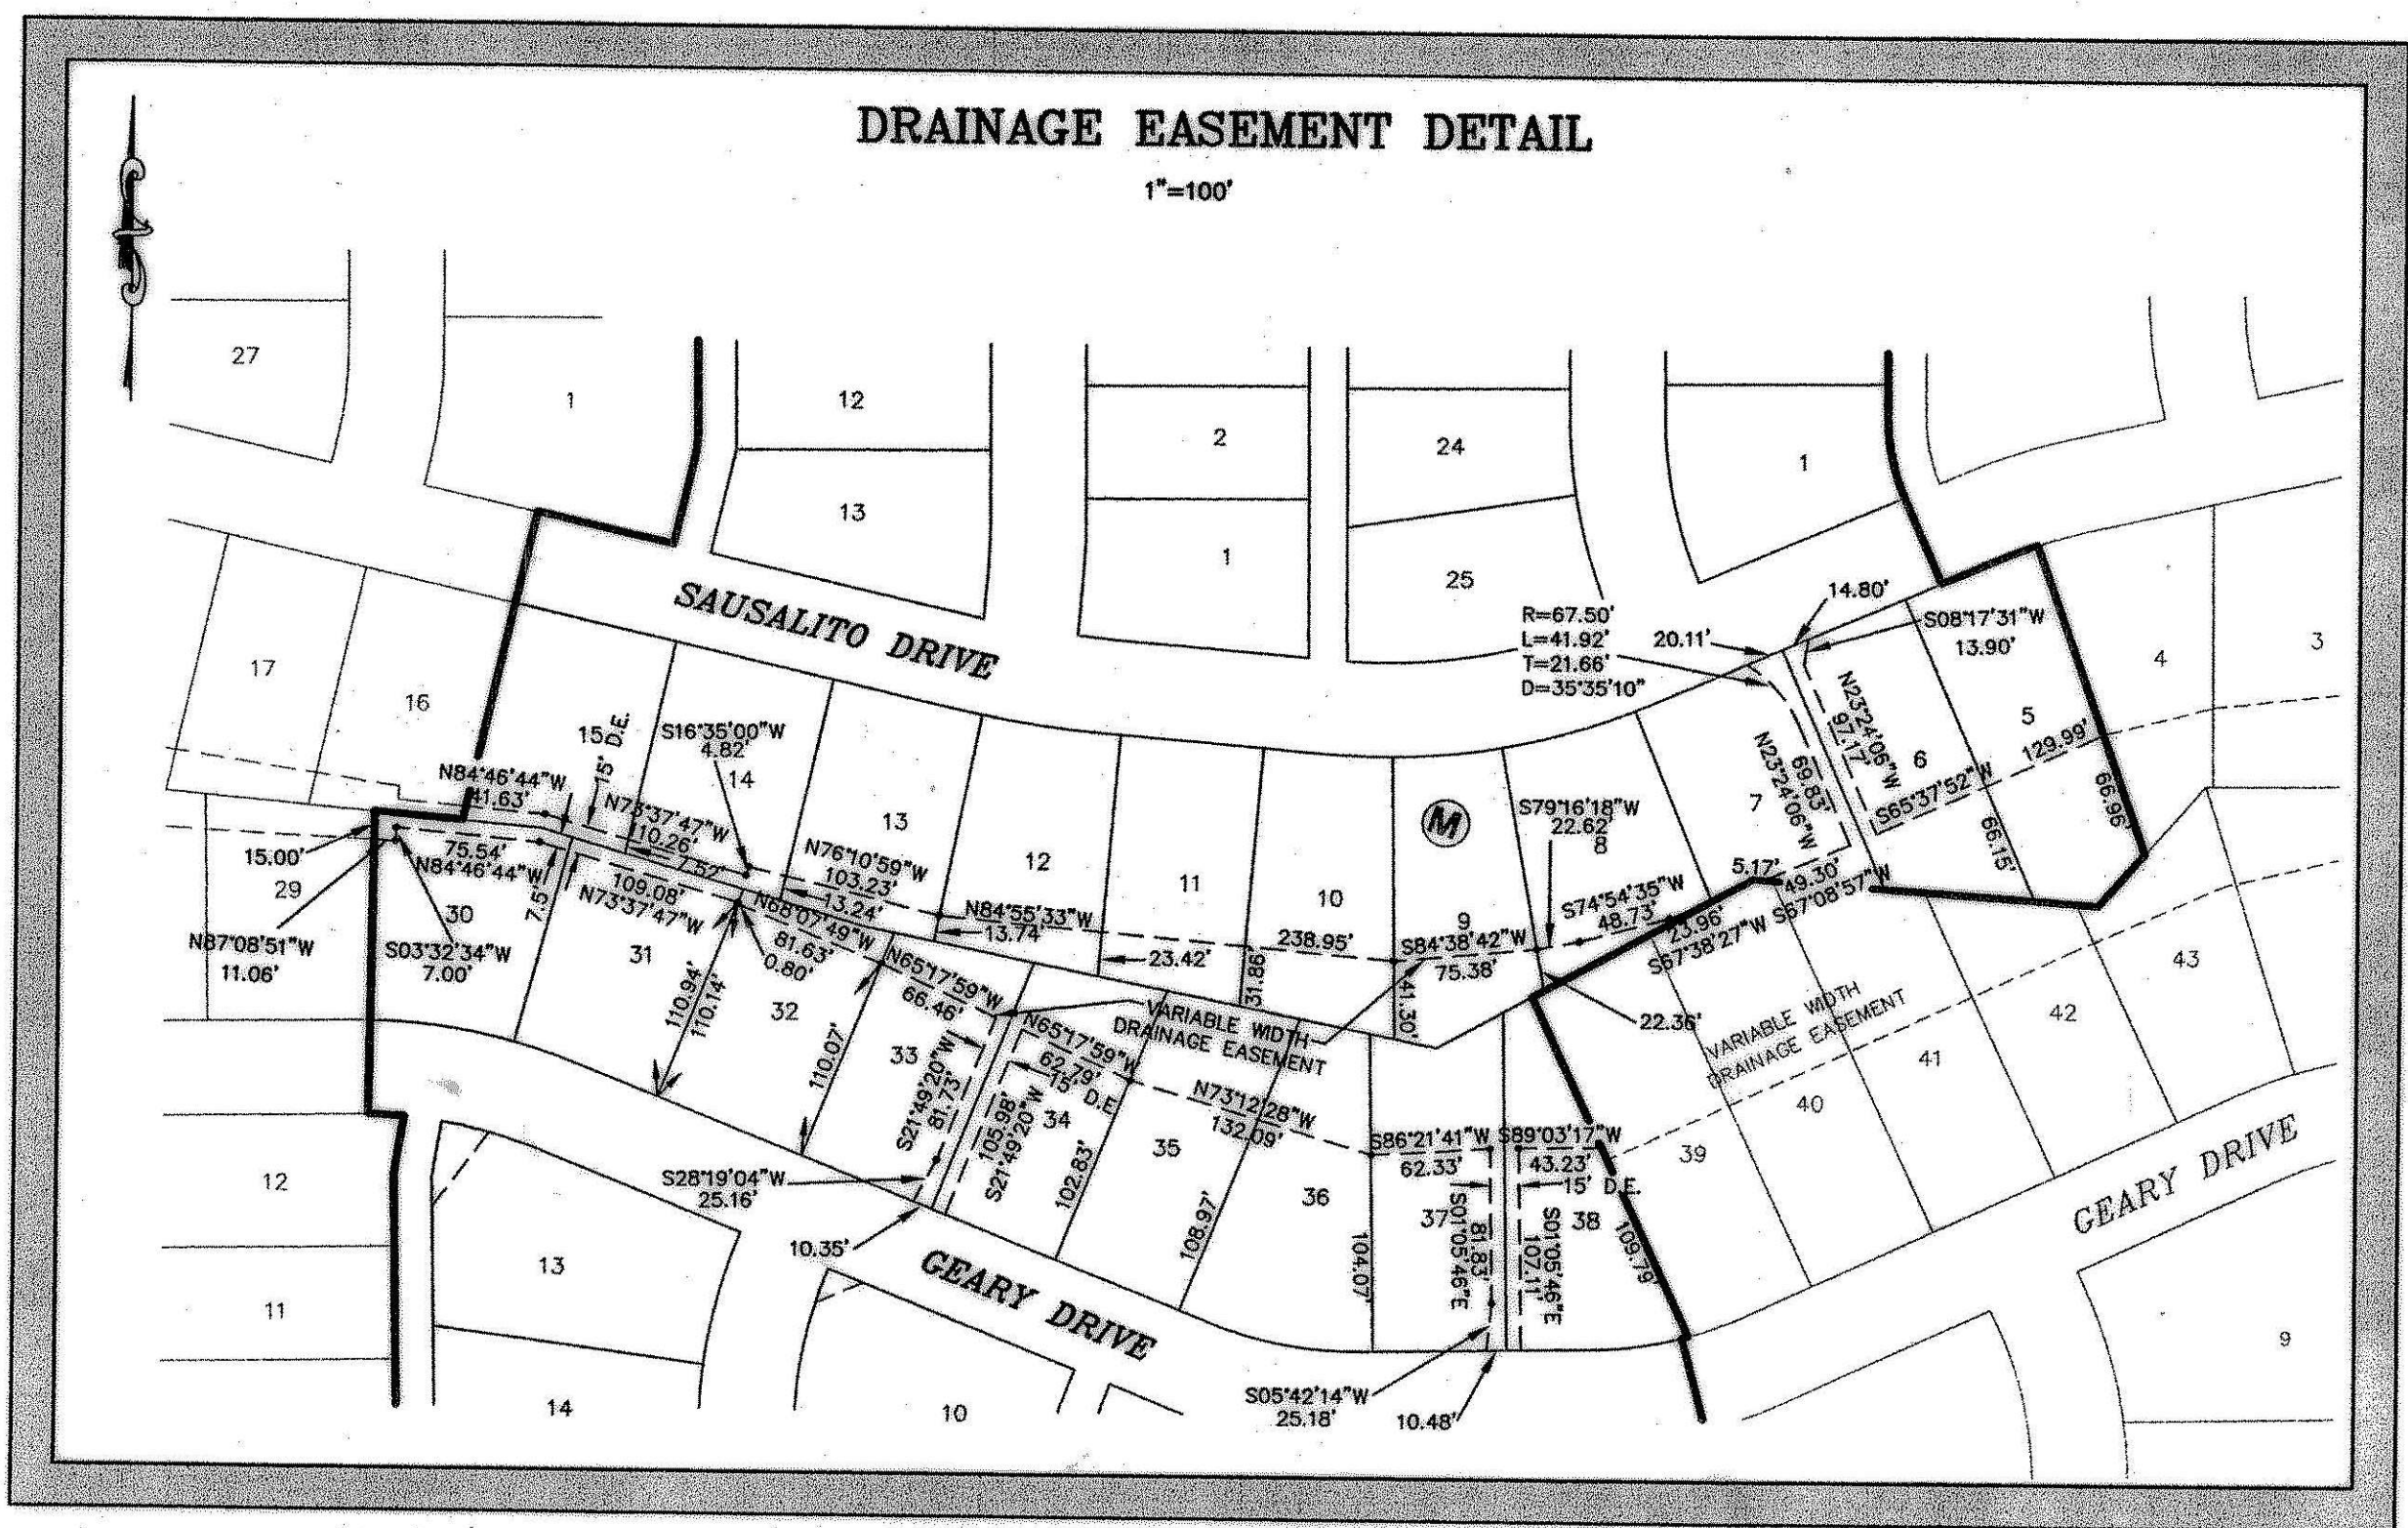 DRAINAGE EASEMENT DETAIL
1"=100'
27
1
12
13
2
1
24
25
1
SAUSALITO DRIVE
R=67.50'
L=41.92'
T=21.66'
D=35°35'10"
20.11'
14.80'
S08°17'31"W
13.90'
17
16
15
15' D.E.
S16°35'00"W
4.82'
14
13
12
11
10
9
M
S79°16'18"W
22.62'
8
7
6
5
4
3
N23°24'06"W
97.17'
N23°24'06"W
69.83'
S65°37'52"W
129.99'
66.96'
66.15'
N84°46'44"W
41.63'
N73°37'47"W
110.26'
7.52'
N76°10'59"W
103.23'
13.24'
N84°55'33"W
13.74'
23.42'
238.95'
31.86'
S84°38'42"W
75.38'
41.30'
S74°54'35"W
48.73'
5.17'
49.30'
S67°08'57"W
23.96'
S67°38'27"W
22.36'
15.00'
29
75.54'
N84°46'44"W
7.5'
109.08'
N73°37'47"W
N87°08'51"W
11.06'
S03°32'34"W
7.00'
30
31
110.94'
110.14'
N68°07'49"W
81.63'
0.80'
32
110.07'
N65°17'59"W
66.46'
33
S21°49'20"W
81.73'
VARIABLE WIDTH
DRAINAGE EASEMENT
N65°17'59"W
62.79'
15' D.E.
105.98'
S21°49'20"W
34
102.83'
35
N73°12'28"W
132.09'
108.97'
36
104.07'
S86°21'41"W
62.33'
S89°03'17"W
43.23'
15' D.E.
37
S01°05'46"E
81.83'
S01°05'46"E
107.11'
38
109.79'
VARIABLE WIDTH
DRAINAGE EASEMENT
39
40
41
42
43
GEARY DRIVE
S28°19'04"W
25.16'
10.35'
GEARY DRIVE
12
11
13
14
10
S05°42'14"W
25.18'
10.48'
9